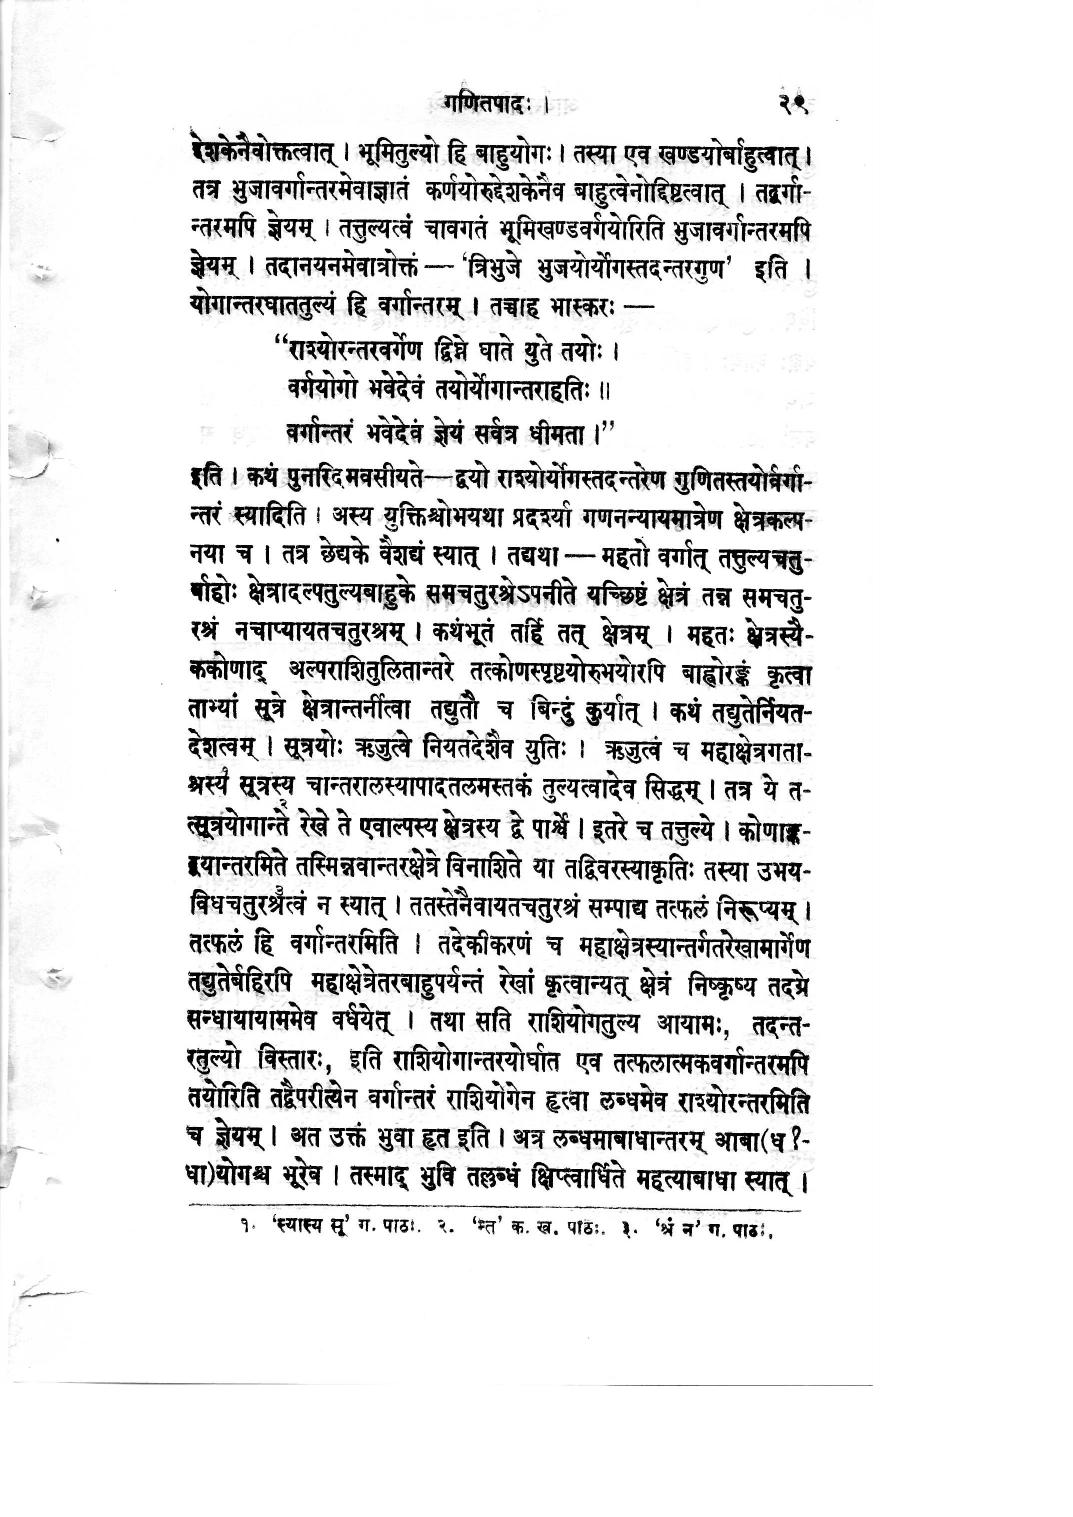 गणितपादः । २९
द्देशकेनैवोक्तत्वात् । भूमितुल्यो हि बाहुयोगः । तस्या एव खण्डयोर्बाहुत्वात् ।
तत्र भुजावर्गान्तरमेवाज्ञातं कर्णयोरुद्देशकेनैव बाहुत्वेनोद्दिष्टत्वात् । तद्वर्गा-
न्तरमपि ज्ञेयम् । तत्तुल्यत्वं चावगतं भूमिखण्डवर्गयोरिति भुजावर्गान्तरमपि
ज्ञेयम् । तदानयनमेवात्रोक्तं — ‘त्रिभुजे भुजयोर्योगस्तदन्तरगुण’ इति ।
योगान्तरघाततुल्यं हि वर्गान्तरम् । तच्चाह भास्करः —
“राश्योरन्तरवर्गेण द्विघ्ने घाते युते तयोः ।
वर्गयोगो भवेदेवं तयोर्योगान्तराहतिः ॥
वर्गान्तरं भवेदेवं ज्ञेयं सर्वत्र धीमता ।”
इति । कथं पुनरिदमवसीयते — द्वयो राश्योर्योगस्तदन्तरेण गुणितस्तयोर्वर्गा-
न्तरं स्यादिति । अस्य युक्तिश्चोभयथा प्रदर्श्या गणनन्यायमात्रेण क्षेत्रकल्प-
नया च । तत्र छेद्यके वैशद्यं स्यात् । तद्यथा — महतो वर्गात् तत्तुल्यचतु-
र्बाहोः क्षेत्रादल्पतुल्यबाहुके समचतुरश्रेऽपनीते यच्छिष्टं क्षेत्रं तन्न समचतु-
रश्रं नचाप्यायतचतुरश्रम् । कथंभूतं तर्हि तत् क्षेत्रम् । महतः क्षेत्रस्यै-
ककोणाद् अल्पराशितुलितान्तरे तत्कोणस्पृष्टयोरुभयोरपि बाह्वोरङ्कं कृत्वा
ताभ्यां सूत्रे क्षेत्रान्तर्नीत्वा तद्युतौ च बिन्दुं कुर्यात् । कथं तद्युतेर्नियत-
देशत्वम् । सूत्रयोः ऋजुत्वे नियतदेशैव युतिः । ऋजुत्वं च महाक्षेत्रगता-
श्रस्य१ सूत्रस्य चान्तरालस्यापादतलमस्तकं तुल्यत्वादेव सिद्धम् । तत्र ये त-
त्सूत्रयोगान्ते२ रेखे ते एवाल्पस्य क्षेत्रस्य द्वे पार्श्वे । इतरे च तत्तुल्ये । कोणाङ्क-
द्वयान्तरमिते तस्मिन्नवान्तरक्षेत्रे विनाशिते या तद्विवरस्याकृतिः तस्या उभय-
विधचतुरश्रत्वं३ न स्यात् । ततस्तेनैवायतचतुरश्रं सम्पाद्य तत्फलं निरूप्यम् ।
तत्फलं हि वर्गान्तरमिति । तदेकीकरणं च महाक्षेत्रस्यान्तर्गतरेखामार्गेण
तद्युतेर्बहिरपि महाक्षेत्रेतरबाहुपर्यन्तं रेखां कृत्वान्यत् क्षेत्रं निष्कृष्य तदग्रे
सन्धायायाममेव वर्धयेत् । तथा सति राशियोगतुल्य आयामः, तदन्त-
रतुल्यो विस्तारः, इति राशियोगान्तरयोर्घात एव तत्फलात्मकवर्गान्तरमपि
तयोरिति तद्वैपरीत्येन वर्गान्तरं राशियोगेन हृत्वा लब्धमेव राश्योरन्तरमिति
च ज्ञेयम् । अत उक्तं भुवा हृत इति । अत्र लब्धमाबाधान्तरम् आबा(ध ?-
धा)योगश्च भूरेव । तस्माद् भुवि तल्लब्धं क्षिप्त्वार्धिते महत्याबाधा स्यात् ।
१. ‘स्यास्य सू’ ग. पाठः. २. ‘न्त’ क. ख. पाठः. ३. ‘श्रं न’ ग. पाठः.